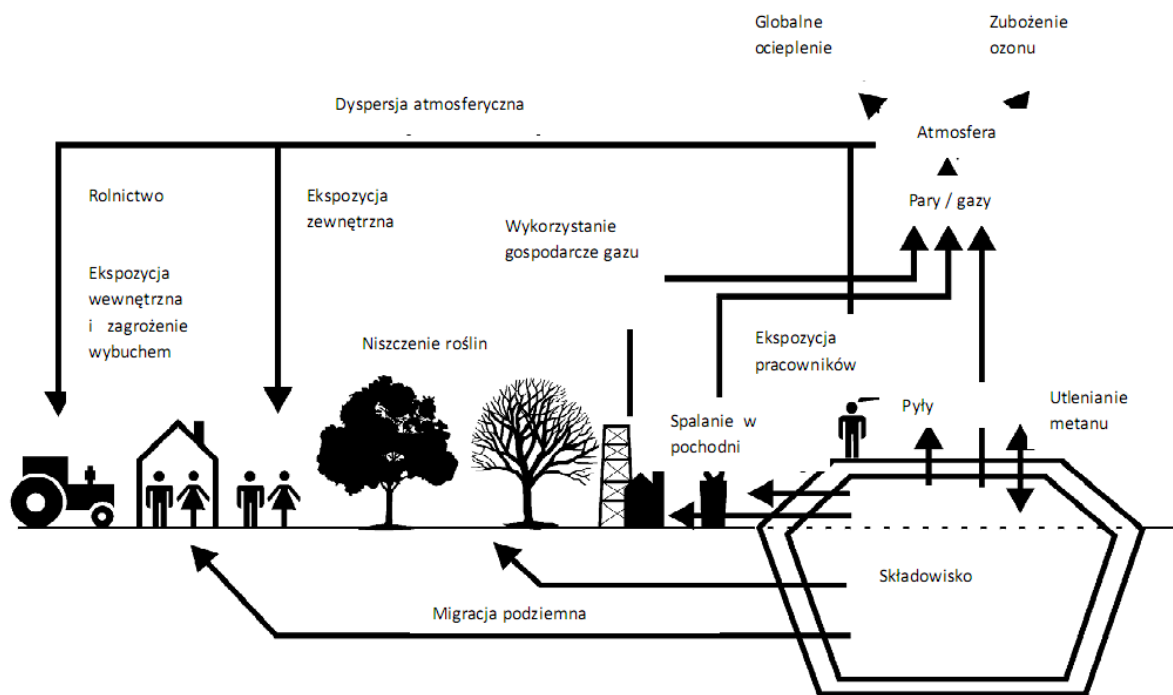 Globalne
ocieplenie
Zubożenie
ozonu
Dyspersja atmosferyczna
Atmosfera
Rolnictwo
Ekspozycja
zewnętrzna
Pary / gazy
Wykorzystanie
gospodarcze gazu
Ekspozycja
wewnętrzna
i zagrożenie
wybuchem
Niszczenie roślin
Ekspozycja
pracowników
Spalanie w
pochodni
Pyły
Utlenianie
metanu
Składowisko
Migracja podziemna